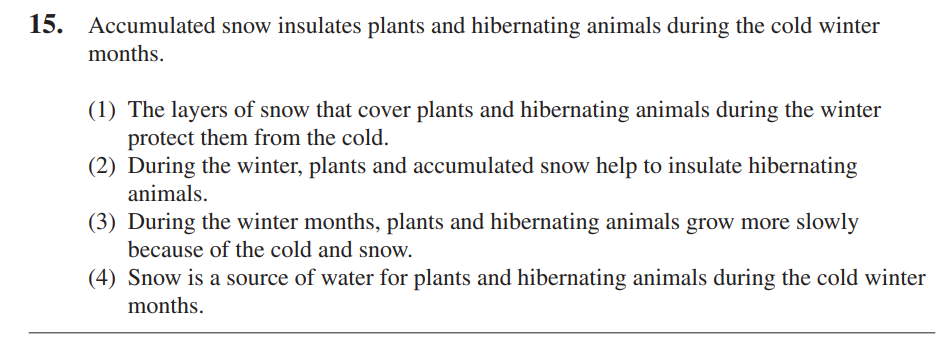 15. Accumulated snow insulates plants and hibernating animals during the cold winter
months.
(1) The layers of snow that cover plants and hibernating animals during the winter
protect them from the cold.
(2) During the winter, plants and accumulated snow help to insulate hibernating
animals.
(3) During the winter months, plants and hibernating animals grow more slowly
because of the cold and snow.
(4) Snow is a source of water for plants and hibernating animals during the cold winter
months.